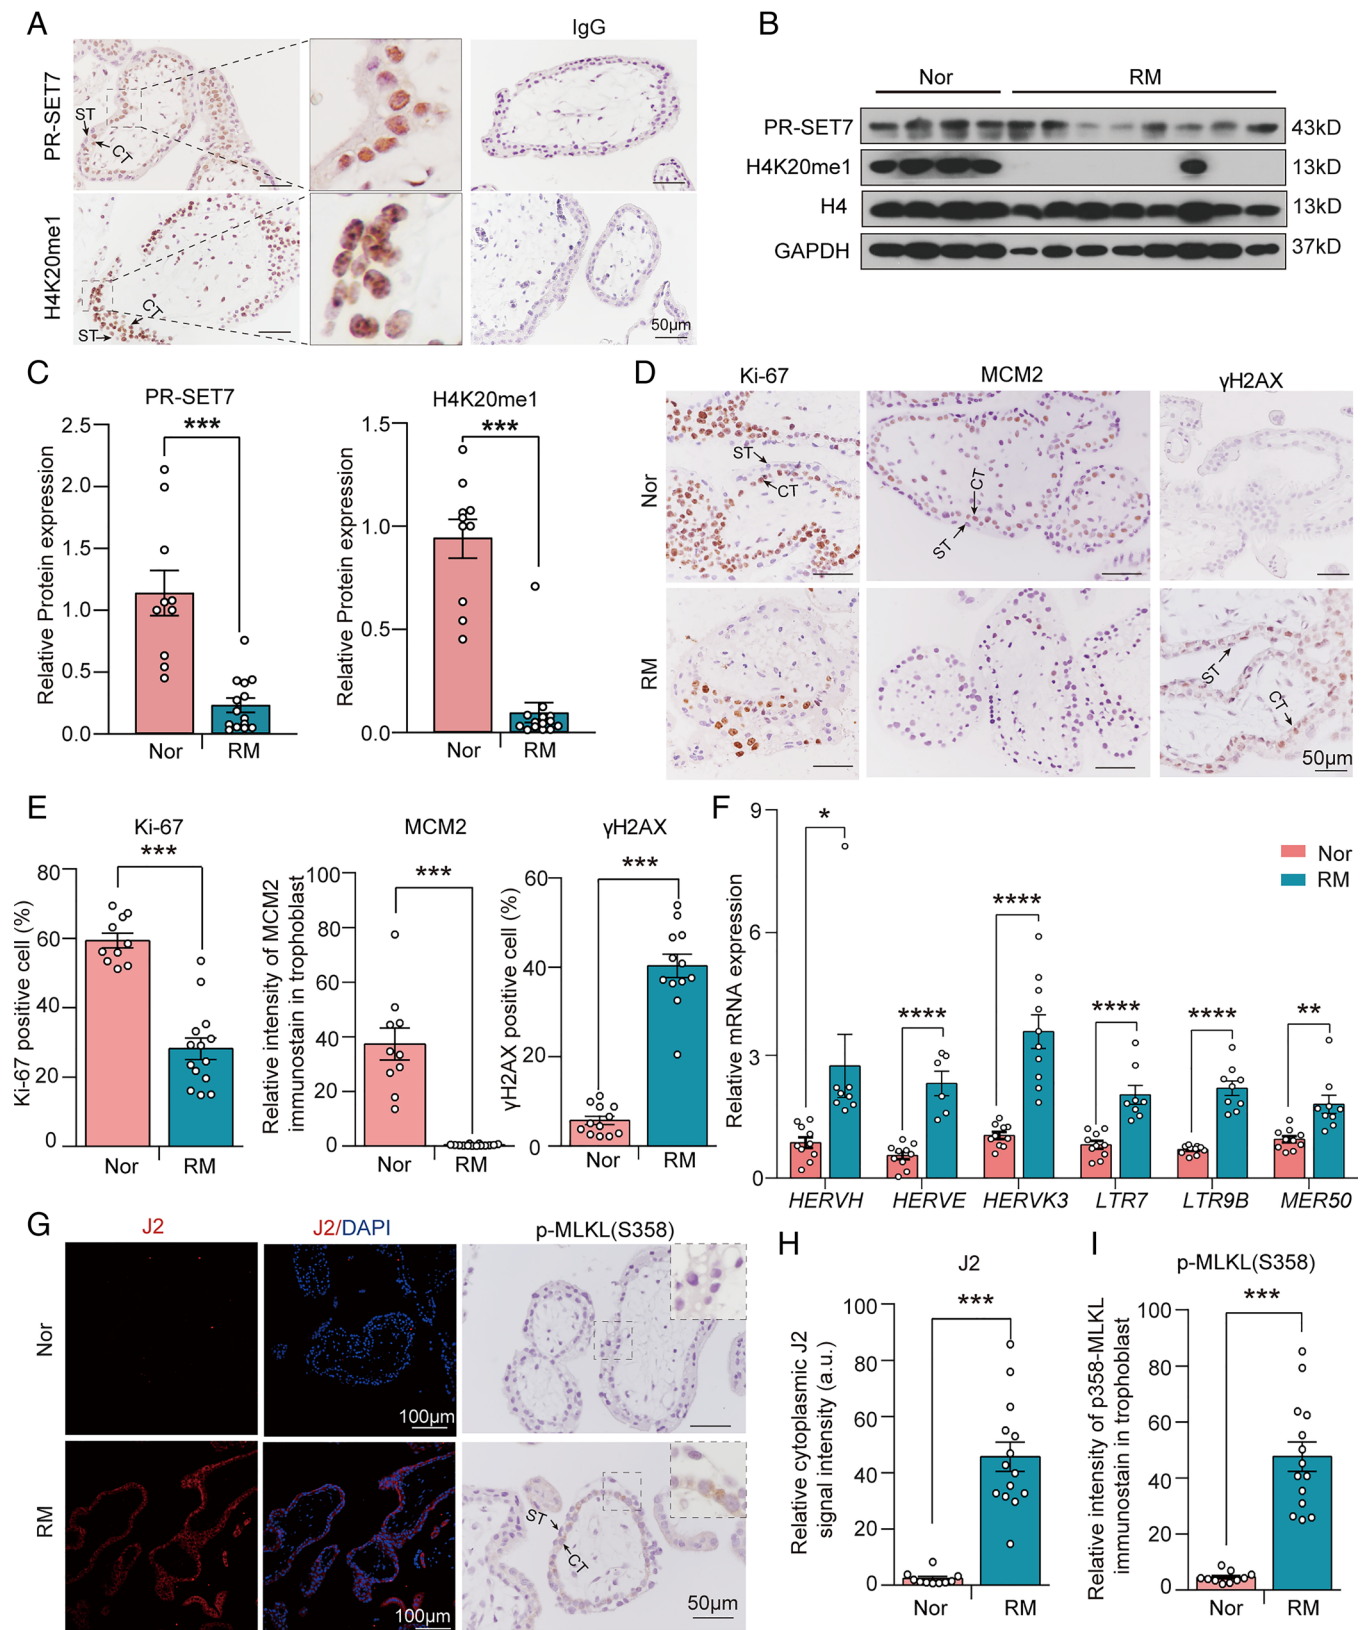 A
IgG
PR-SET7
ST
CT
H4K20me1
CT
ST
50μm
B
Nor RM
PR-SET7 43kD
H4K20me1 13kD
H4 13kD
GAPDH 37kD
C
PR-SET7
Relative Protein expression
2.5
2.0
1.5
1.0
0.5
0.0
***
Nor RM
H4K20me1
Relative Protein expression
1.5
1.0
0.5
0.0
***
Nor RM
D
Ki-67 MCM2 γH2AX
Nor
ST
CT
CT
ST
RM
ST
CT
50μm
E
Ki-67
Ki-67 positive cell (%)
80
60
40
20
0
***
Nor RM
MCM2
Relative intensity of MCM2
immunostain in trophoblast
100
80
60
40
20
0
***
Nor RM
γH2AX
γH2AX positive cell (%)
60
40
20
0
***
Nor RM
F
Relative mRNA expression
9
6
3
0
Nor
RM
* **** **** **** **** **
HERVH HERVE HERVK3 LTR7 LTR9B MER50
G
J2 J2/DAPI p-MLKL(S358)
Nor
100μm
RM
100μm
ST
CT
50μm
H
J2
Relative cytoplasmic J2
signal intensity (a.u.)
100
80
60
40
20
0
***
Nor RM
I
p-MLKL(S358)
Relative intensity of p358-MLKL
immunostain in trophoblast
100
80
60
40
20
0
***
Nor RM